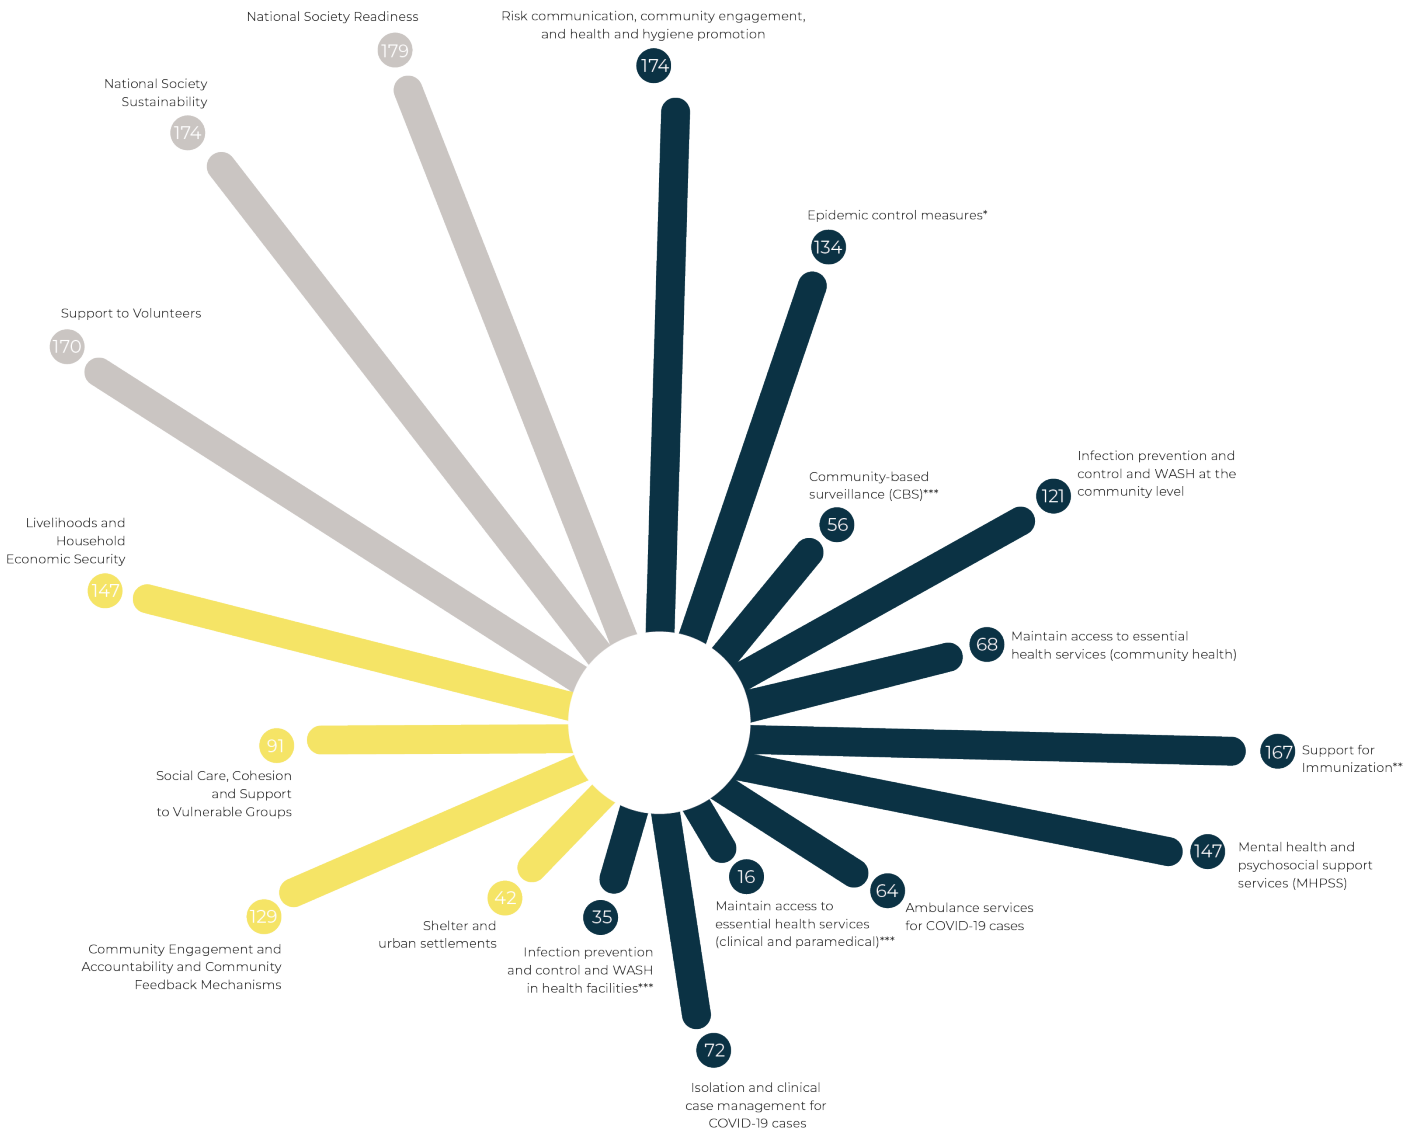 National Society Readiness
179
Risk communication, community engagement,
and health and hygiene promotion
174
National Society
Sustainability
174
Epidemic control measures*
134
Support to Volunteers
170
Infection prevention and
control and WASH at the
community level
121
Community-based
surveillance (CBS)***
56
Livelihoods and
Household
Economic Security
147
Maintain access to essential
health services (community health)
68
Support for
Immunization**
167
91
Social Care, Cohesion
and Support
to Vulnerable Groups
147
Mental health and
psychosocial support
services (MHPSS)
64
Ambulance services
for COVID-19 cases
16
Maintain access to
essential health services
(clinical and paramedical)***
42
Shelter and
urban settlements
129
Community Engagement and
Accountability and Community
Feedback Mechanisms
35
Infection prevention
and control and WASH
in health facilities***
72
Isolation and clinical
case management for
COVID-19 cases